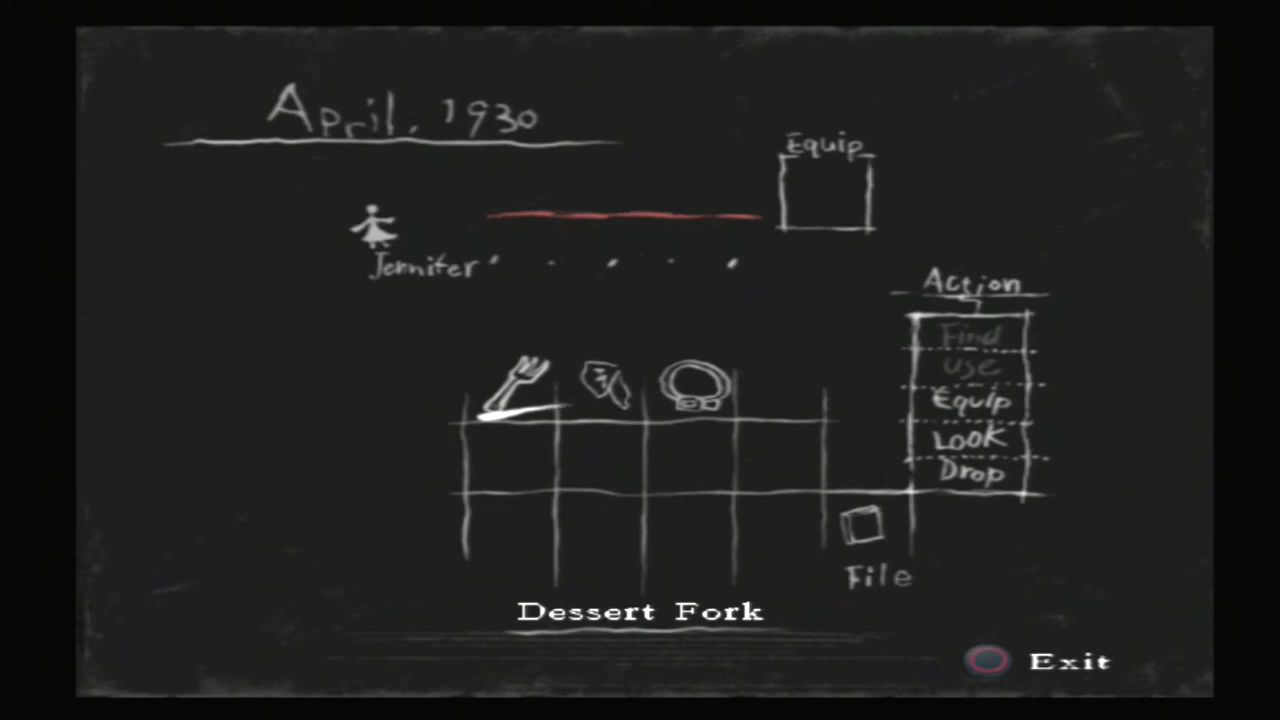 April, 1930
Equip
Jennifer
Action
Find
Use
Equip
Look
Drop
File
Dessert Fork
Exit